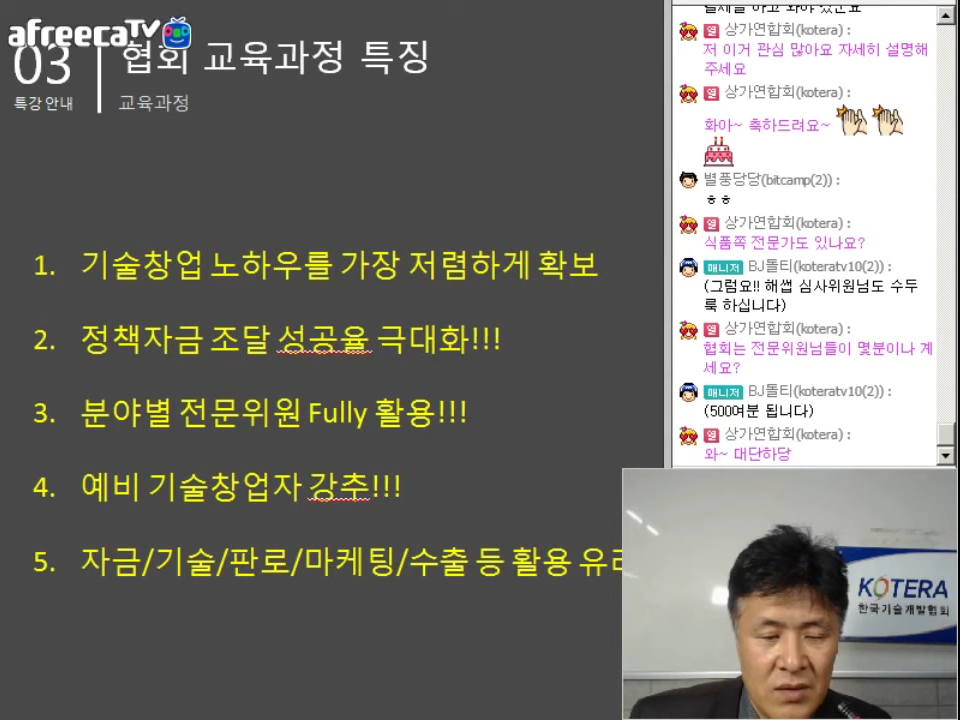 afreecaTV
03
협회 교육과정 특징
특강 안내
교육과정
1. 기술창업 노하우를 가장 저렴하게 확보
2. 정책자금 조달 성공율 극대화!!!
3. 분야별 전문위원 Fully 활용!!!
4. 예비 기술창업자 강추!!!
5. 자금/기술/판로/마케팅/수출 등 활용
열 상가연합회(kotera) :
저 이거 관심 많아요 자세히 설명해
주세요
열 상가연합회(kotera) :
화아~ 축하드려요~
별풍당당(bitcamp(2)) :
ㅎㅎ
열 상가연합회(kotera) :
식품쪽 전문가도 있나요?
매니저 BJ돌티(koteratv10(2)) :
(그럼요!! 해썹 심사위원님도 수두
룩 하십니다)
열 상가연합회(kotera) :
협회는 전문위원님들이 몇분이나 계
세요?
매니저 BJ돌티(koteratv10(2)) :
(500여분 됩니다)
열 상가연합회(kotera) :
와~ 대단하당
KOTERA
한국기술개발협회